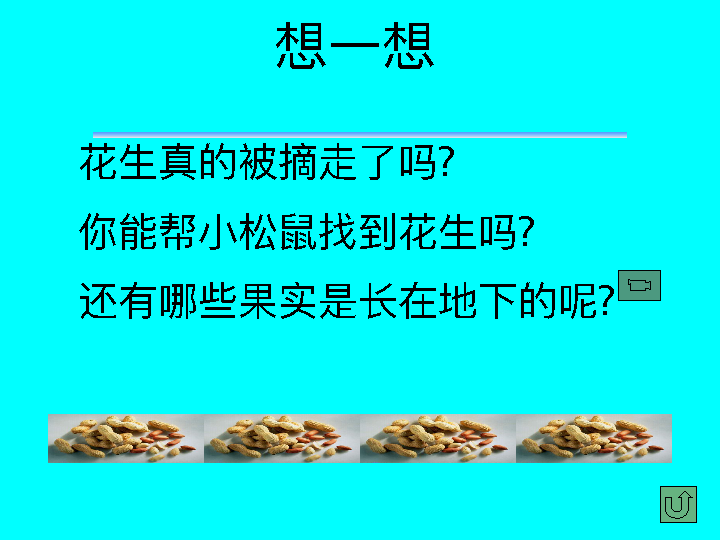 想一想
花生真的被摘走了吗?
你能帮小松鼠找到花生吗?
还有哪些果实是长在地下的呢?